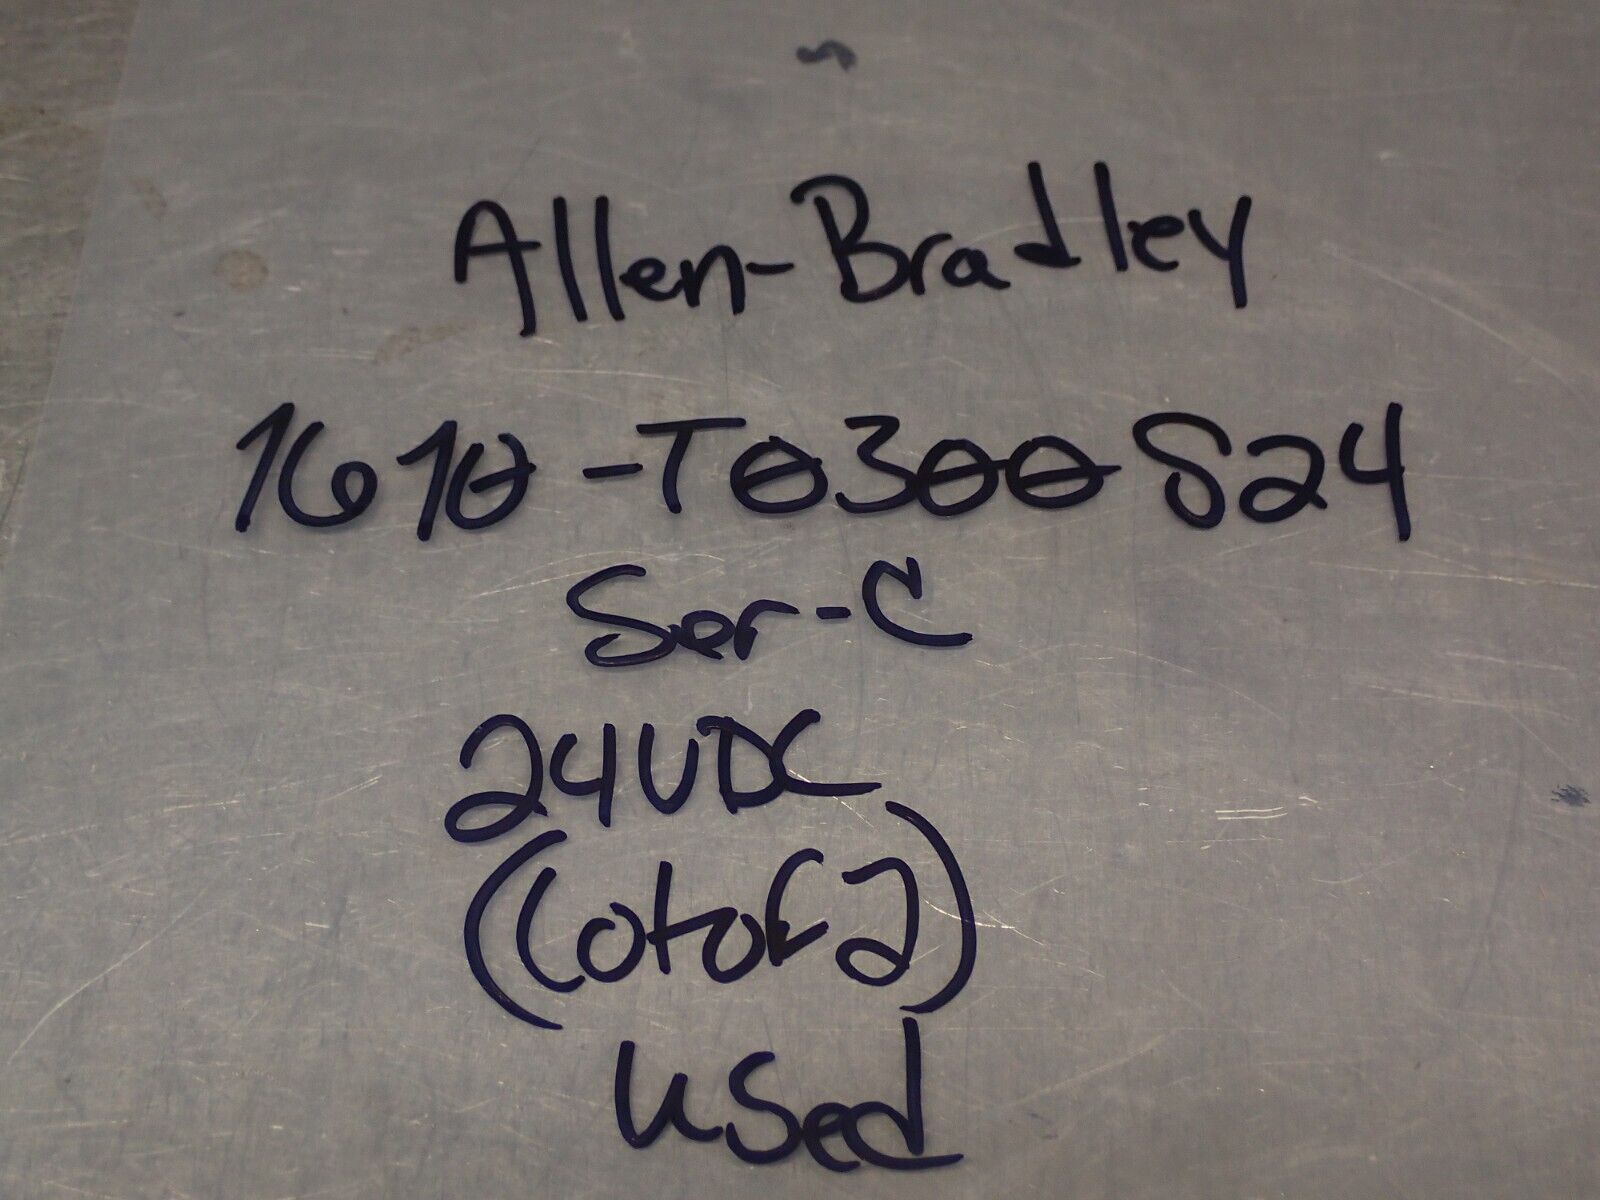 Allen-Bradley
1610-T0300S24
Ser-C
24VDC
(Lot of 2)
Used